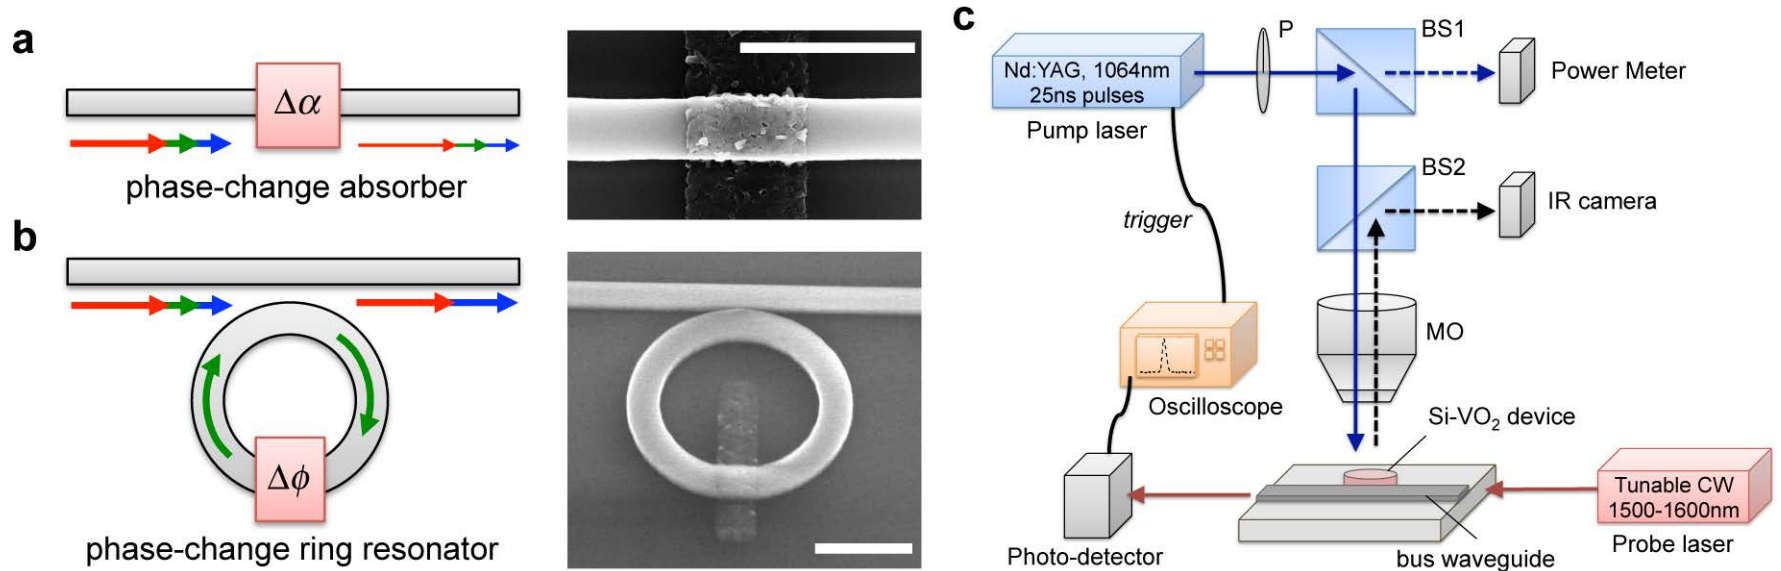 a
Δα
phase-change absorber
b
Δϕ
phase-change ring resonator
c
Nd:YAG, 1064nm
25ns pulses
Pump laser
P
BS1
Power Meter
BS2
IR camera
trigger
MO
Oscilloscope
Si-VO₂ device
Tunable CW
1500-1600nm
Probe laser
Photo-detector
bus waveguide